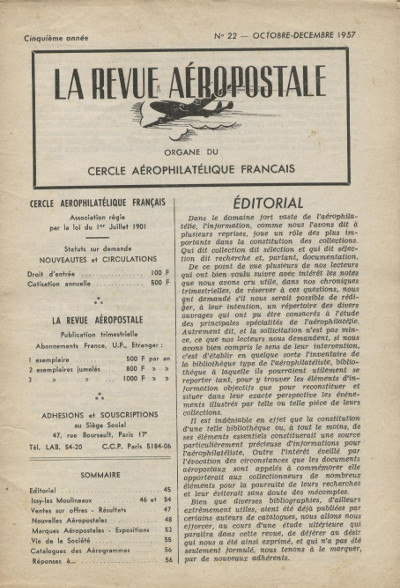 Cinquième année
N° 22 — OCTOBRE-DECEMBRE 1957
LA REVUE AÉROPOSTALE
ORGANE DU
CERCLE AÉROPHILATÉLIQUE FRANCAIS
CERCLE AEROPHILATÉLIQUE FRANÇAIS
Association régie
par la loi du 1er Juillet 1901
Statuts sur demande
NOUVEAUTES et CIRCULATIONS
Droit d'entrée .................. 100 F
Cotisation annuelle ............. 500 F
LA REVUE AÉROPOSTALE
Publication trimestrielle
Abonnements France, U.F., Etranger :
1 exemplaire 500 F par an
2 exemplaires jumelés 800 F » »
3 » » 1000 F » »
ADHESIONS et SOUSCRIPTIONS
au Siège Social
47, rue Boursault, Paris 17e
Tél. LAB. 54-20 C.C.P. Paris 5184-06
SOMMAIRE
Editorial ........................ 45
Issy-les Moulineaux ......... 46 et 54
Ventes sur offres - Résultats .... 47
Nouvelles Aéropostales ........... 48
Marques Aéropostales - Expositions 53
Vie de la Société ................ 55
Catalogues des Aérogrammes ....... 56
Réponses à... .................... 56
ÉDITORIAL
Dans le domaine fort vaste de l'aérophila-
télie, l'information, comme nous l'avons dit à
plusieurs reprises, joue un rôle des plus im-
portants dans la constitution des collections.
Qui dit collection dit sélection et qui dit sélec-
tion dit recherche et, partant, documentation.
De ce point de vue plusieurs de nos lecteurs
qui ont bien voulu suivre avec intérêt les notes
que nous avons cru utile, dans nos chroniques
trimestrielles, de réserver à ces questions, nous
ont demandé s'il nous serait possible de rédi-
ger, à leur intention, un répertoire des divers
ouvrages qui ont pu être consacrés à l'étude
des principales spécialités de l'aérophilatélie.
Autrement dit, et la sollicitation n'est pas min-
ce, ce que nos lecteurs nous demandent, si nous
avons bien compris le sens de leur intervention,
c'est d'établir en quelque sorte l'inventaire de
la bibliothèque type de l'aérophilatéliste, biblio-
thèque à laquelle ils pourraient utilement se
reporter tant, pour y trouver les éléments d'in-
formation objectifs que pour reconstituer et
situer dans leur exacte perspective les événe-
ments illustrés par telle ou telle pièce de leurs
collections.
Il est indéniable en effet que la constitution
d'une telle bibliothèque ou, à tout le moins, de
ses éléments essentiels constituerait une source
particulièrement précieuse d'informations pour
l'aérophilatéliste. Outre l'intérêt éveillé par
l'évocation des circonstances que les documents
aéropostaux sont appelés à commémorer elle
apporterait aux collectionneurs de nombreux
éléments pour la poursuite de leurs recherches
et leur éviterait sans doute des mécomptes.
Bien que diverses bibliographies, d'ailleurs
extrêmement utiles, aient été déjà publiées par
certains auteurs de catalogues, nous allons nous
efforcer, au cours d'une étude ultérieure qui
paraîtra dans cette revue, de déférer au désir
qui nous a été ainsi exprimé, et qui n'a pas été
seulement formulé, nous tenons à le marquer,
par de nouveaux adhérents.